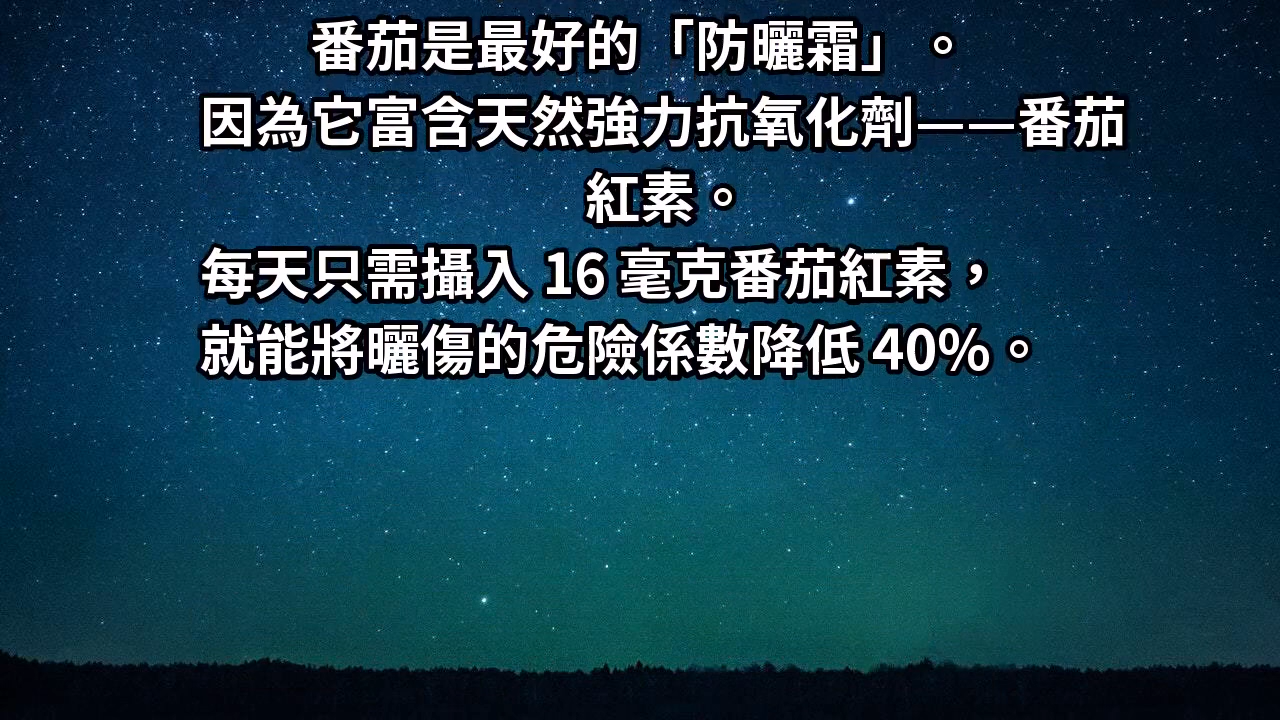 番茄是最好的「防曬霜」。
因為它富含天然強力抗氧化劑——番茄
紅素。
每天只需攝入 16 毫克番茄紅素，
就能將曬傷的危險係數降低 40%。